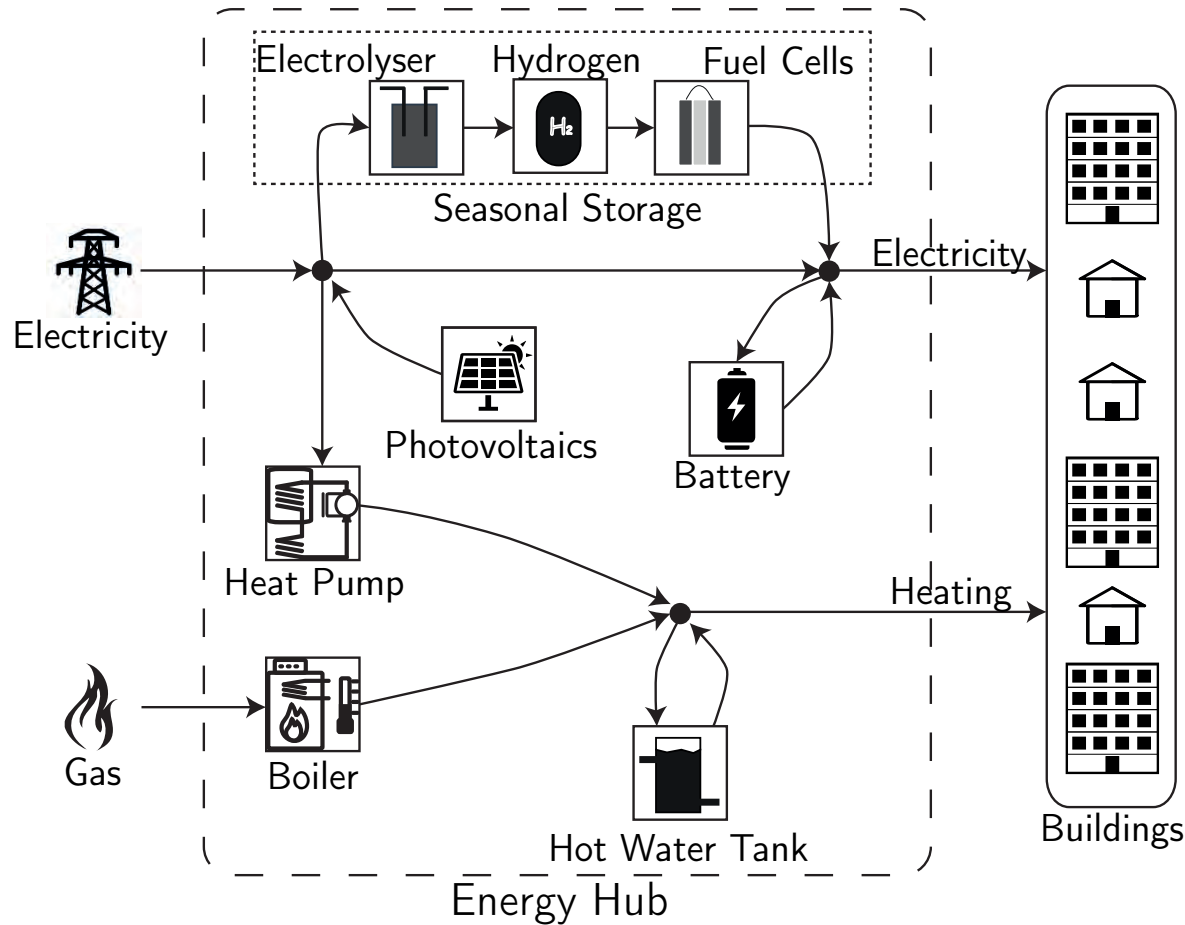 Electrolyser
Hydrogen
Fuel Cells
H₂
Seasonal Storage
Electricity
Electricity
Photovoltaics
Battery
Heat Pump
Heating
Gas
Boiler
Hot Water Tank
Buildings
Energy Hub